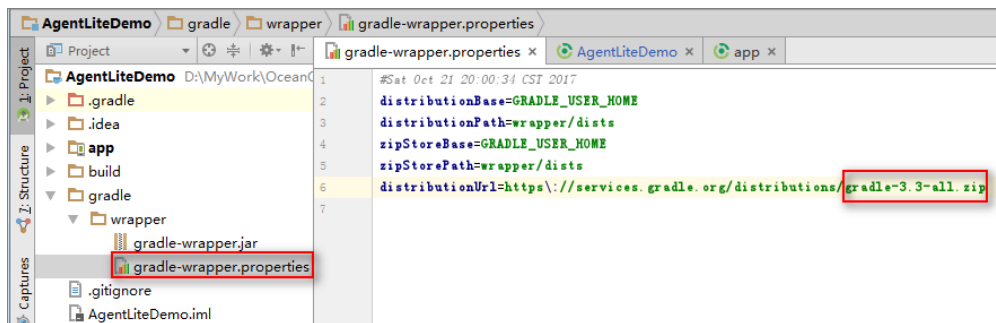 AgentLiteDemo gradle wrapper gradle-wrapper.properties
Project
gradle-wrapper.properties AgentLiteDemo app
1: Project
Z: Structure
Captures
AgentLiteDemo D:\MyWork\Ocean
.gradle
.idea
app
build
gradle
wrapper
gradle-wrapper.jar
gradle-wrapper.properties
.gitignore
AgentLiteDemo.iml
1 #Sat Oct 21 20:00:34 CST 2017
2 distributionBase=GRADLE_USER_HOME
3 distributionPath=wrapper/dists
4 zipStoreBase=GRADLE_USER_HOME
5 zipStorePath=wrapper/dists
6 distributionUrl=https\://services.gradle.org/distributions/gradle-3.3-all.zip
7